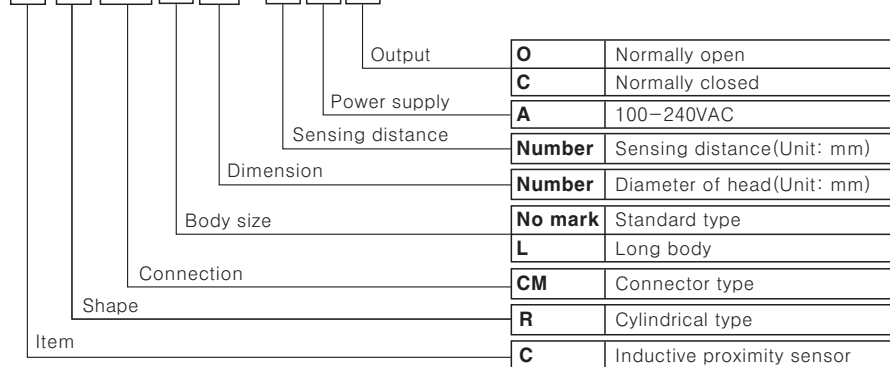 Output
O Normally open
C Normally closed
Power supply
A 100-240VAC
Sensing distance
Number Sensing distance(Unit: mm)
Dimension
Number Diameter of head(Unit: mm)
Body size
No mark Standard type
L Long body
Connection
CM Connector type
Shape
R Cylindrical type
Item
C Inductive proximity sensor